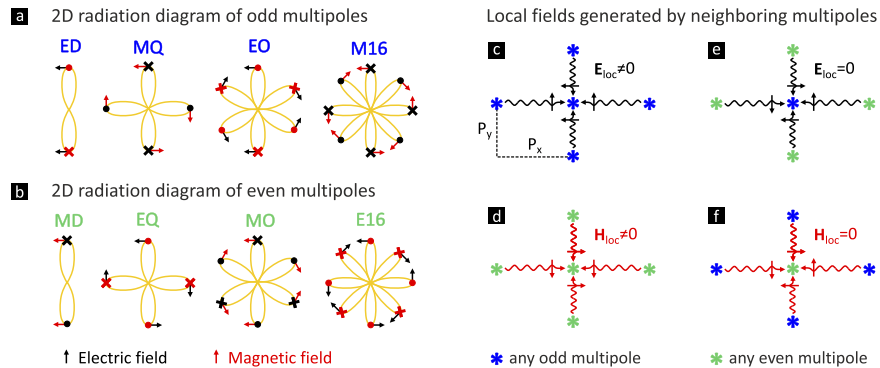 a 2D radiation diagram of odd multipoles
ED MQ EO M16
b 2D radiation diagram of even multipoles
MD EQ MO E16
Electric field Magnetic field
Local fields generated by neighboring multipoles
c E_loc≠0
P_y
P_x
e E_loc=0
d H_loc≠0
f H_loc=0
any odd multipole any even multipole